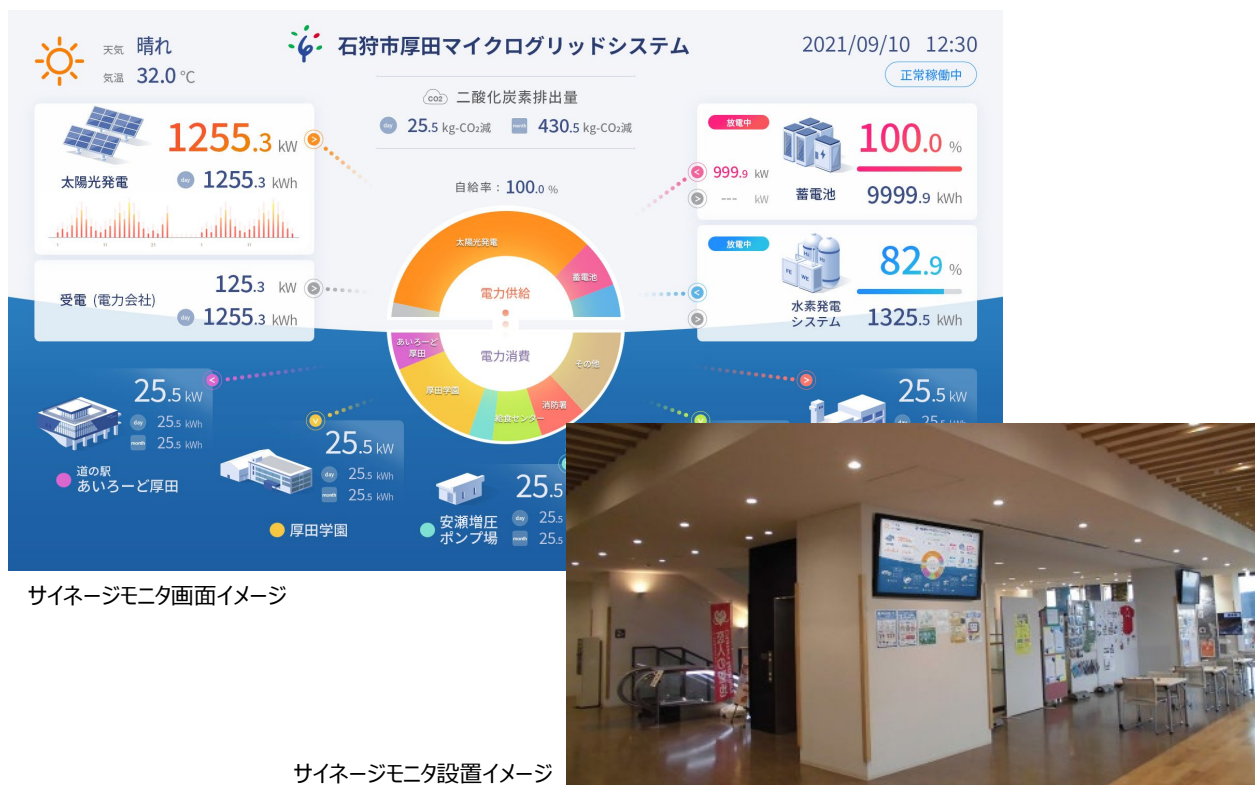 天気 晴れ
気温 32.0 ℃
石狩市厚田マイクログリッドシステム
2021/09/10 12:30
正常稼働中
CO2 二酸化炭素排出量
day 25.5 kg-CO2減 month 430.5 kg-CO2減
太陽光発電
1255.3 kW
day 1255.3 kWh
受電 (電力会社)
125.3 kW
day 1255.3 kWh
自給率：100.0 %
太陽光発電
蓄電池
電力供給
電力消費
あいろーど
厚田
厚田学園
給食センター
消防署
その他
放電中
999.9 kW
--- kW
蓄電池
100.0 %
9999.9 kWh
放電中
水素発電
システム
82.9 %
1325.5 kWh
25.5 kW
day 25.5 kWh
month 25.5 kWh
道の駅
あいろーど厚田
25.5 kW
day 25.5 kWh
month 25.5 kWh
厚田学園
25.5
day 25.5
month 25.5
安瀬増圧
ポンプ場
25.5 kW
day 25.5 kWh
サイネージモニタ画面イメージ
サイネージモニタ設置イメージ